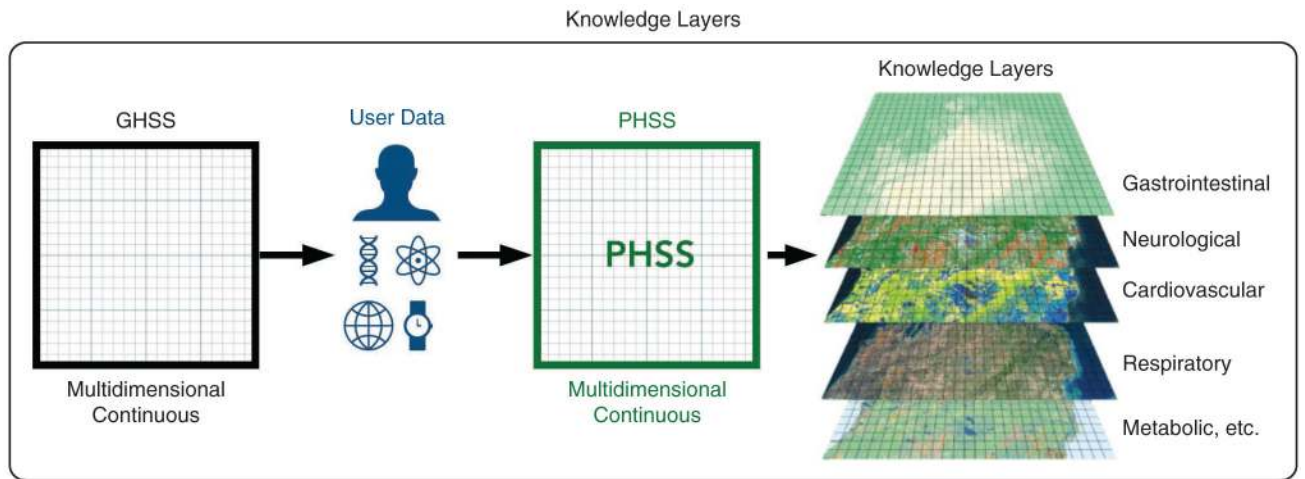 Knowledge Layers
GHSS
Multidimensional
Continuous
User Data
PHSS
PHSS
Multidimensional
Continuous
Knowledge Layers
Gastrointestinal
Neurological
Cardiovascular
Respiratory
Metabolic, etc.